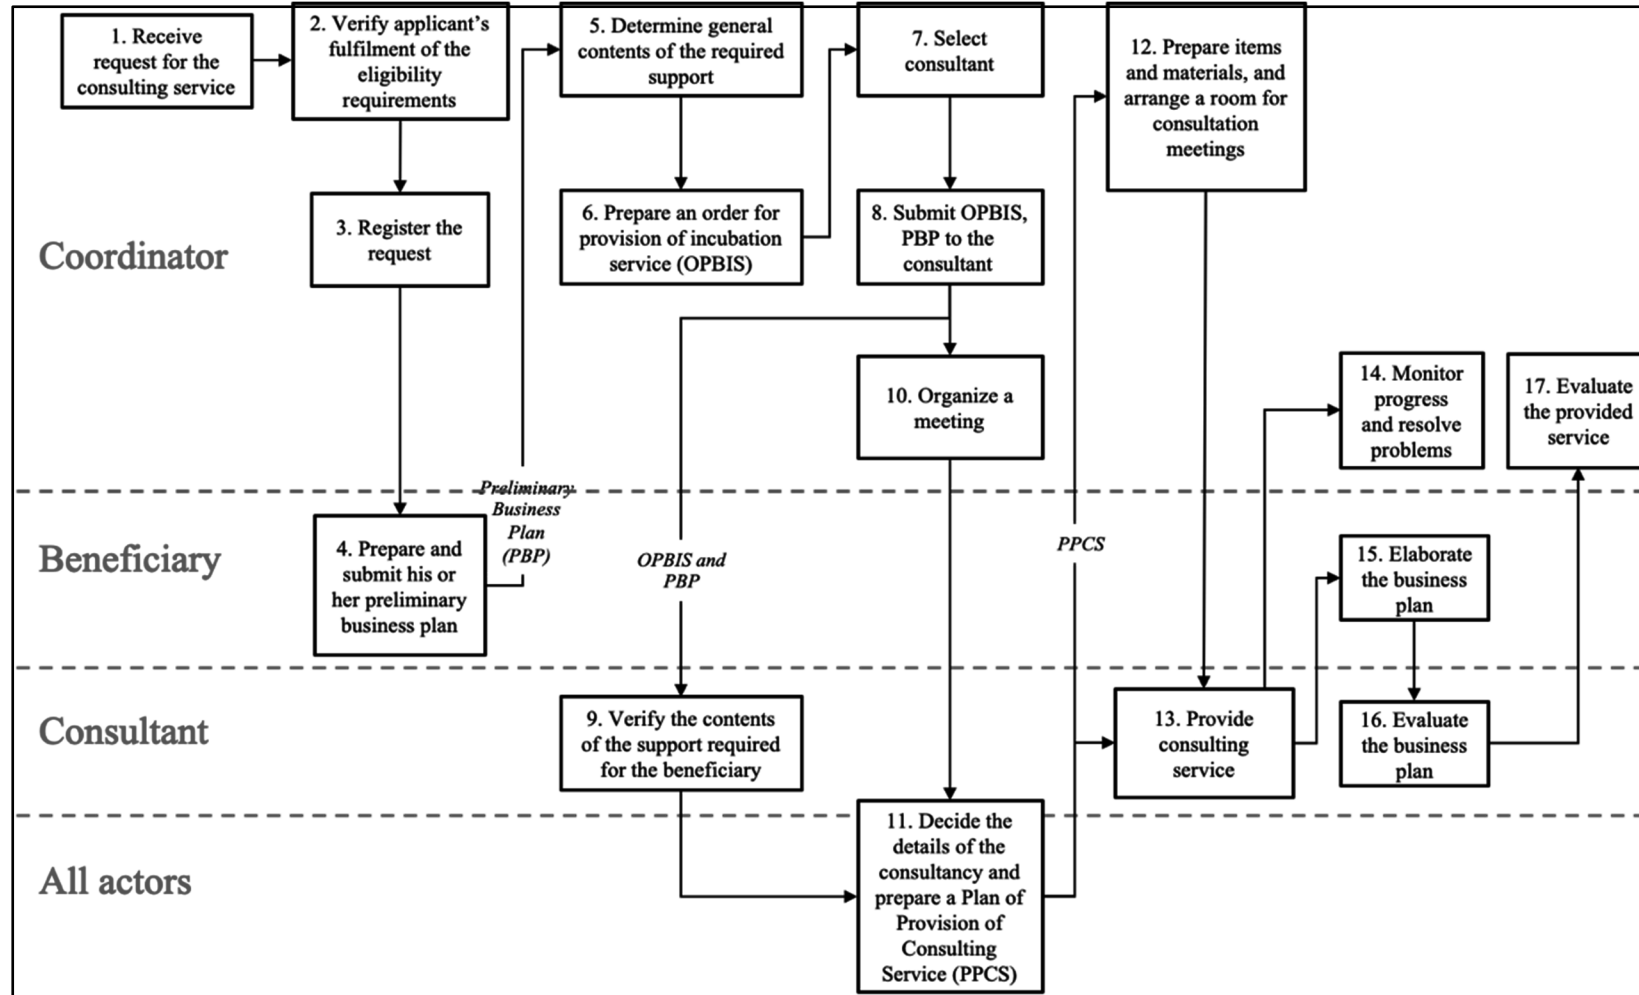 1. Receive
request for the
consulting service
2. Verify applicant’s
fulfilment of the
eligibility
requirements
3. Register the
request
Coordinator
5. Determine general
contents of the required
support
6. Prepare an order for
provision of incubation
service (OPBIS)
7. Select
consultant
8. Submit OPBIS,
PBP to the
consultant
10. Organize a
meeting
12. Prepare items
and materials, and
arrange a room for
consultation
meetings
14. Monitor
progress
and resolve
problems
17. Evaluate
the provided
service
Beneficiary
4. Prepare and
submit his or
her preliminary
business plan
Preliminary
Business
Plan
(PBP)
OPBIS and
PBP
PPCS
15. Elaborate
the business
plan
Consultant
9. Verify the contents
of the support required
for the beneficiary
13. Provide
consulting
service
16. Evaluate
the business
plan
All actors
11. Decide the
details of the
consultancy and
prepare a Plan of
Provision of
Consulting
Service (PPCS)